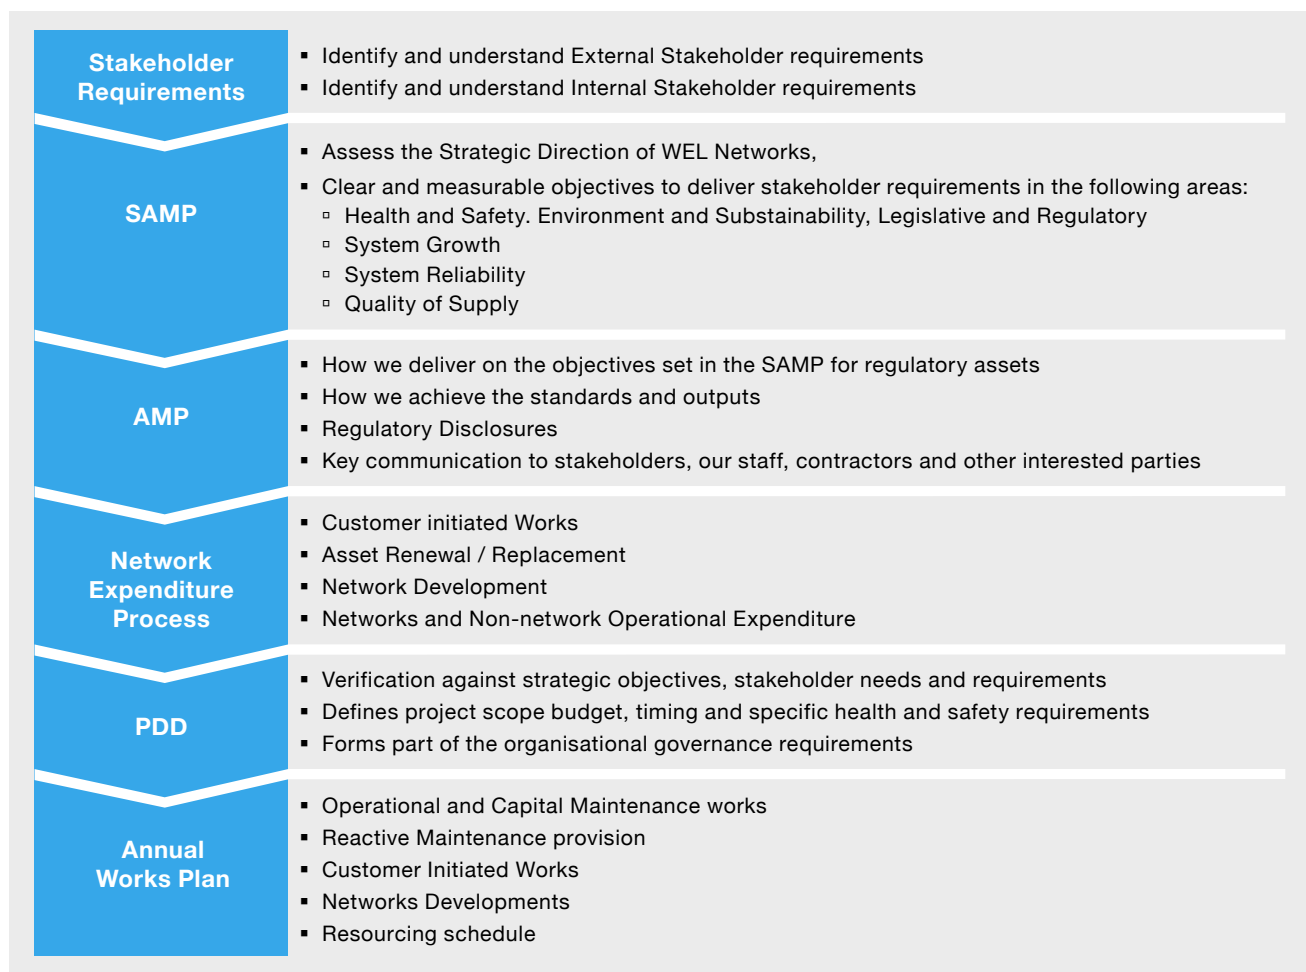 Stakeholder
Requirements
▪ Identify and understand External Stakeholder requirements
▪ Identify and understand Internal Stakeholder requirements
SAMP
▪ Assess the Strategic Direction of WEL Networks,
▪ Clear and measurable objectives to deliver stakeholder requirements in the following areas:
▫ Health and Safety. Environment and Substainability, Legislative and Regulatory
▫ System Growth
▫ System Reliability
▫ Quality of Supply
AMP
▪ How we deliver on the objectives set in the SAMP for regulatory assets
▪ How we achieve the standards and outputs
▪ Regulatory Disclosures
▪ Key communication to stakeholders, our staff, contractors and other interested parties
Network
Expenditure
Process
▪ Customer initiated Works
▪ Asset Renewal / Replacement
▪ Network Development
▪ Networks and Non-network Operational Expenditure
PDD
▪ Verification against strategic objectives, stakeholder needs and requirements
▪ Defines project scope budget, timing and specific health and safety requirements
▪ Forms part of the organisational governance requirements
Annual
Works Plan
▪ Operational and Capital Maintenance works
▪ Reactive Maintenance provision
▪ Customer Initiated Works
▪ Networks Developments
▪ Resourcing schedule